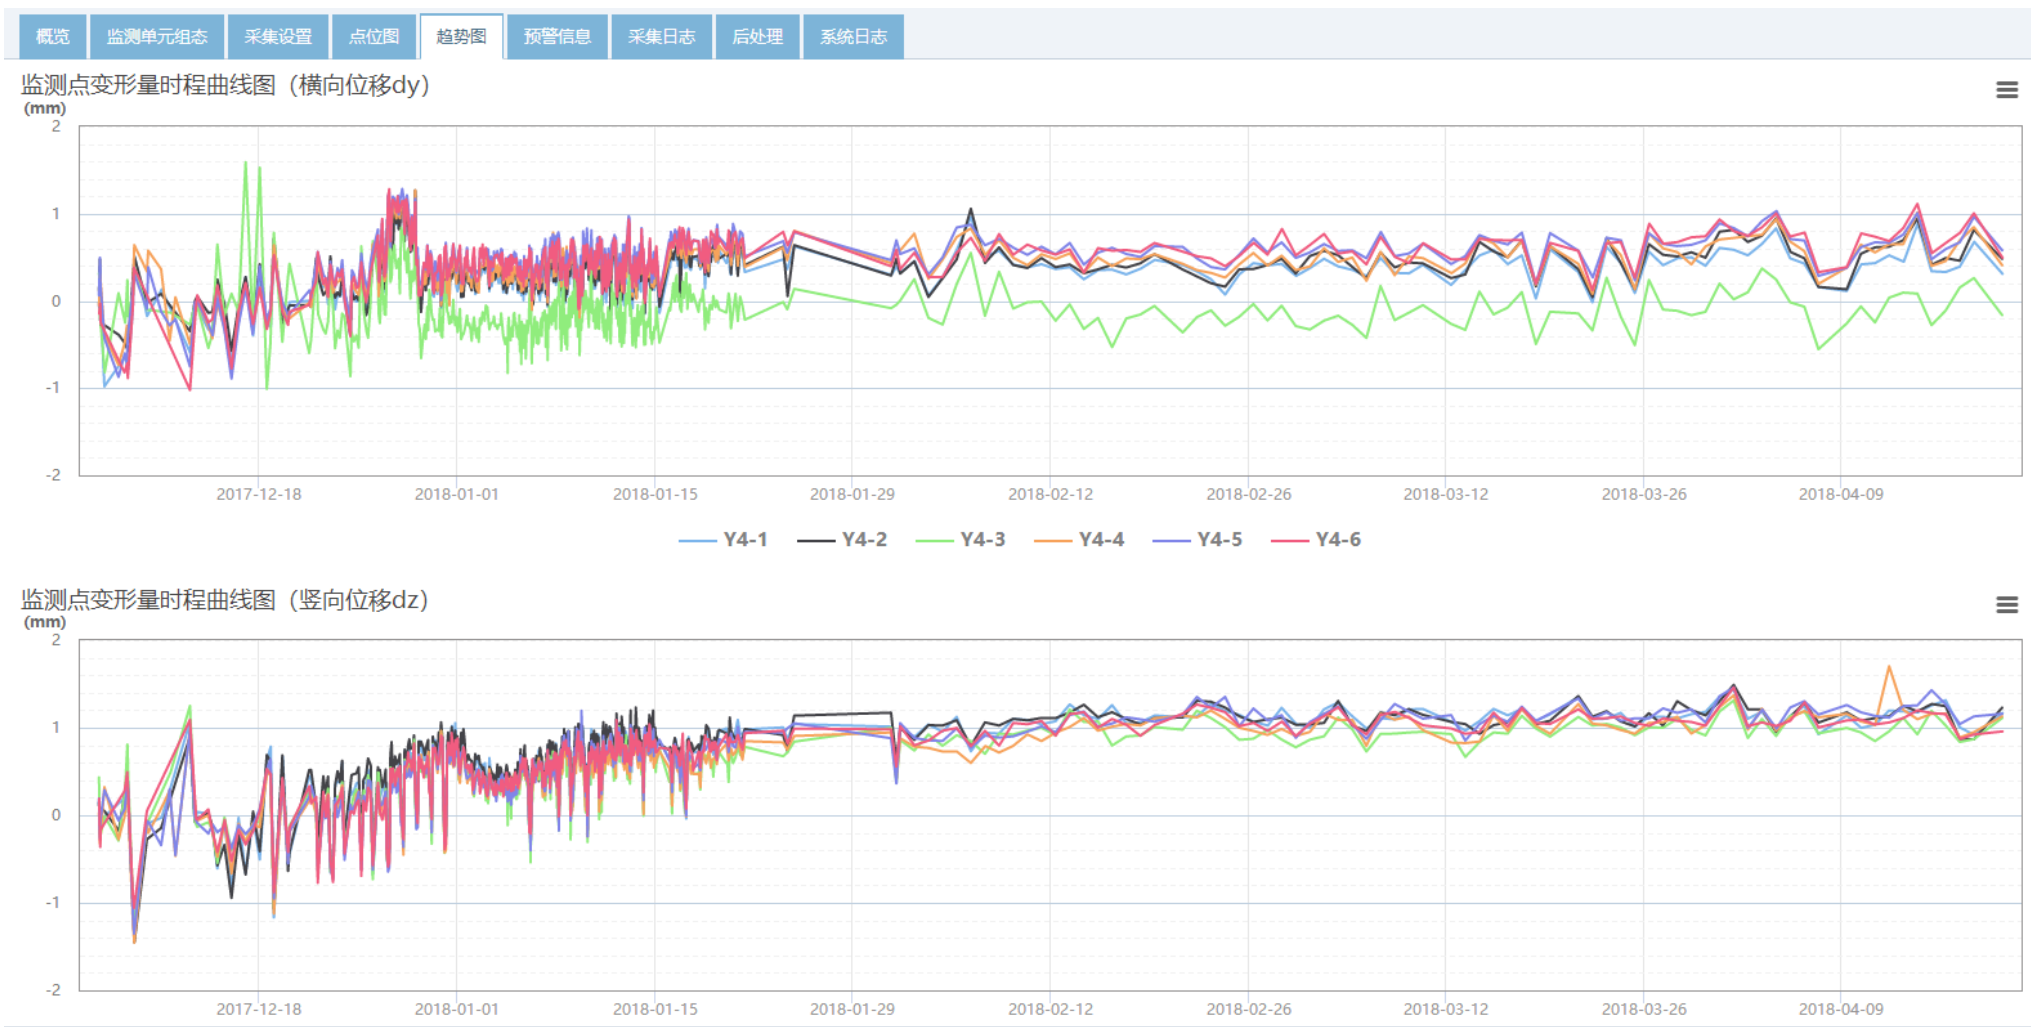 概览 监测单元组态 采集设置 点位图 趋势图 预警信息 采集日志 后处理 系统日志
监测点变形量时程曲线图（横向位移dy）
(mm)
2
1
0
-1
-2
2017-12-18 2018-01-01 2018-01-15 2018-01-29 2018-02-12 2018-02-26 2018-03-12 2018-03-26 2018-04-09
Y4-1 Y4-2 Y4-3 Y4-4 Y4-5 Y4-6
监测点变形量时程曲线图（竖向位移dz）
(mm)
2
1
0
-1
-2
2017-12-18 2018-01-01 2018-01-15 2018-01-29 2018-02-12 2018-02-26 2018-03-12 2018-03-26 2018-04-09